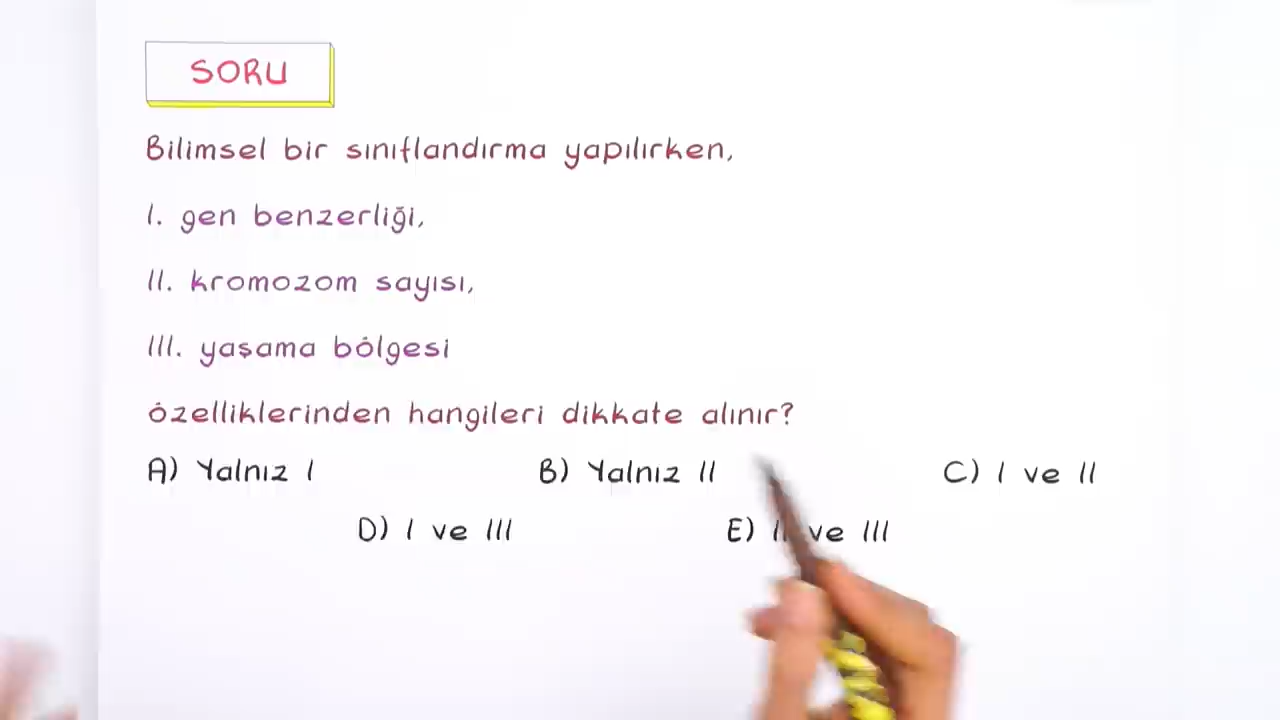 SORU
Bilimsel bir sınıflandırma yapılırken,
I. gen benzerliği,
II. kromozom sayısı,
III. yaşama bölgesi
özelliklerinden hangileri dikkate alınır?
A) Yalnız I B) Yalnız II C) I ve II
D) I ve III E) II ve III